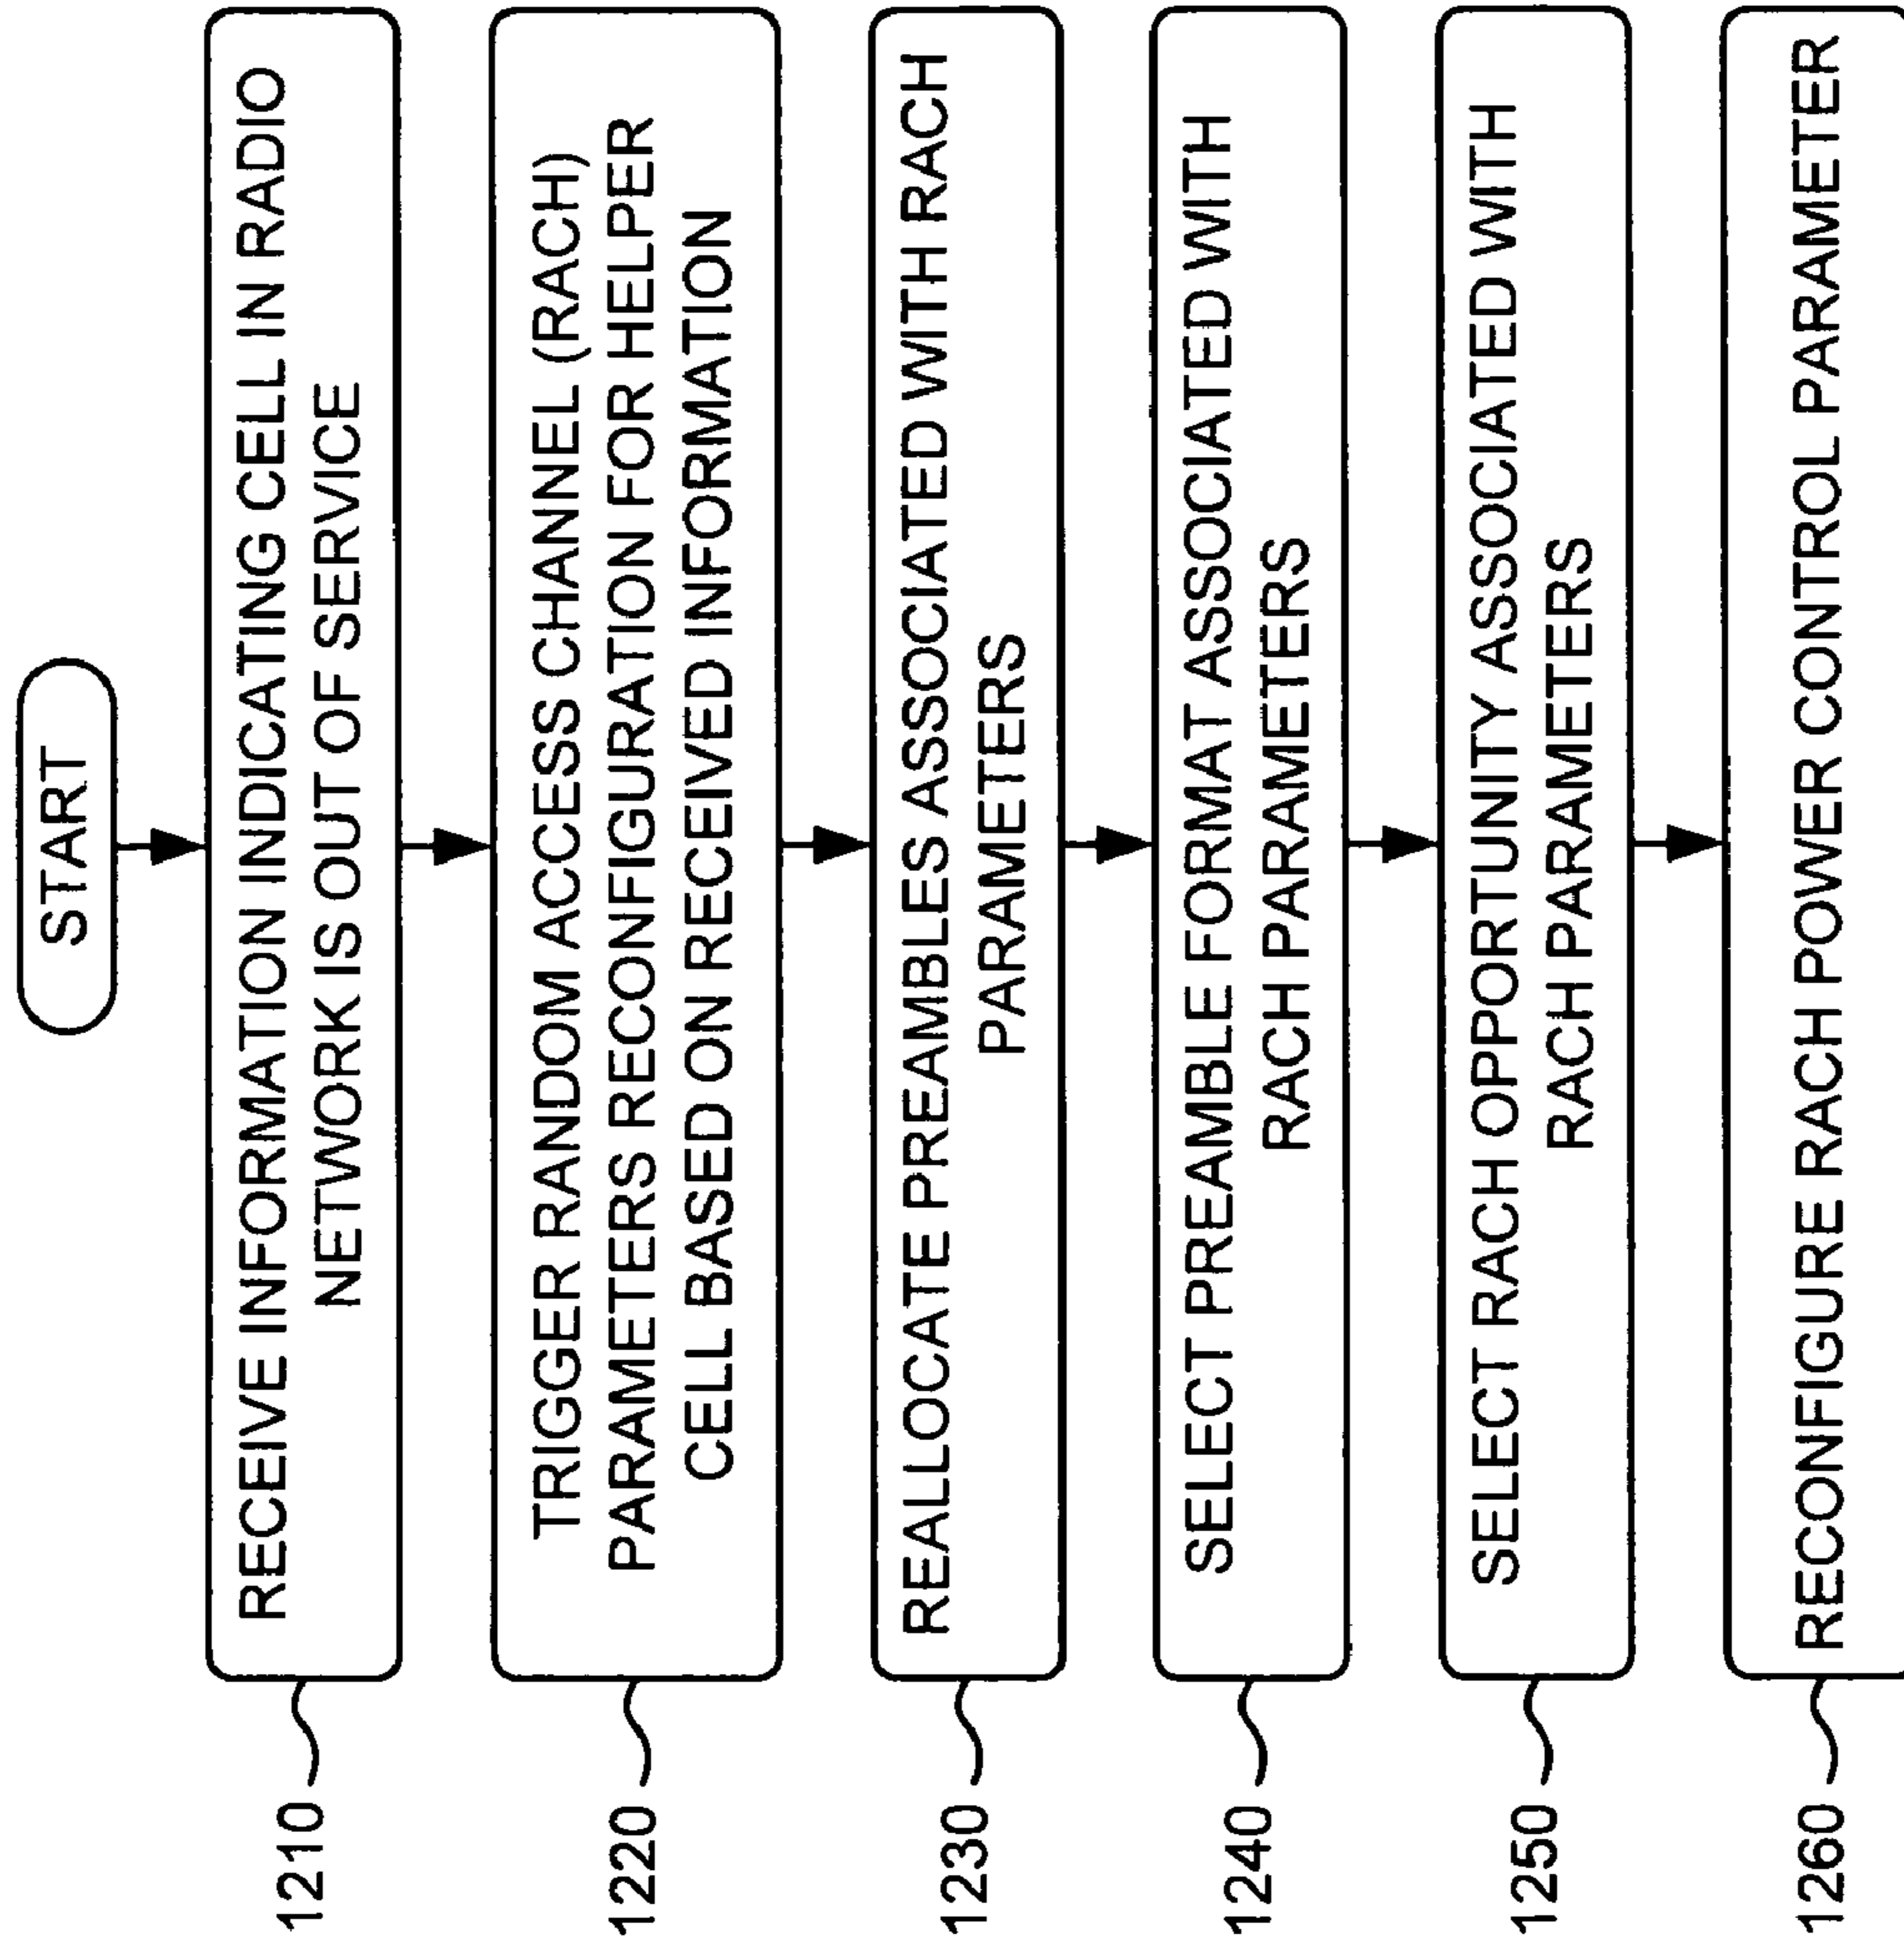 START
1210
RECEIVE INFORMATION INDICATING CELL IN RADIO
NETWORK IS OUT OF SERVICE
1220
TRIGGER RANDOM ACCESS CHANNEL (RACH)
PARAMETERS RECONFIGURATION FOR HELPER
CELL BASED ON RECEIVED INFORMATION
1230
REALLOCATE PREAMBLES ASSOCIATED WITH RACH
PARAMETERS
1240
SELECT PREAMBLE FORMAT ASSOCIATED WITH
RACH PARAMETERS
1250
SELECT RACH OPPORTUNITY ASSOCIATED WITH
RACH PARAMETERS
1260
RECONFIGURE RACH POWER CONTROL PARAMETER